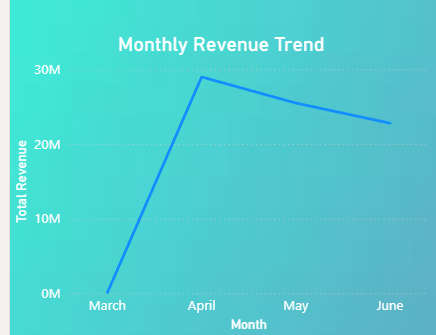 Monthly Revenue Trend
30M
20M
10M
0M
Total Revenue
March April May June
Month